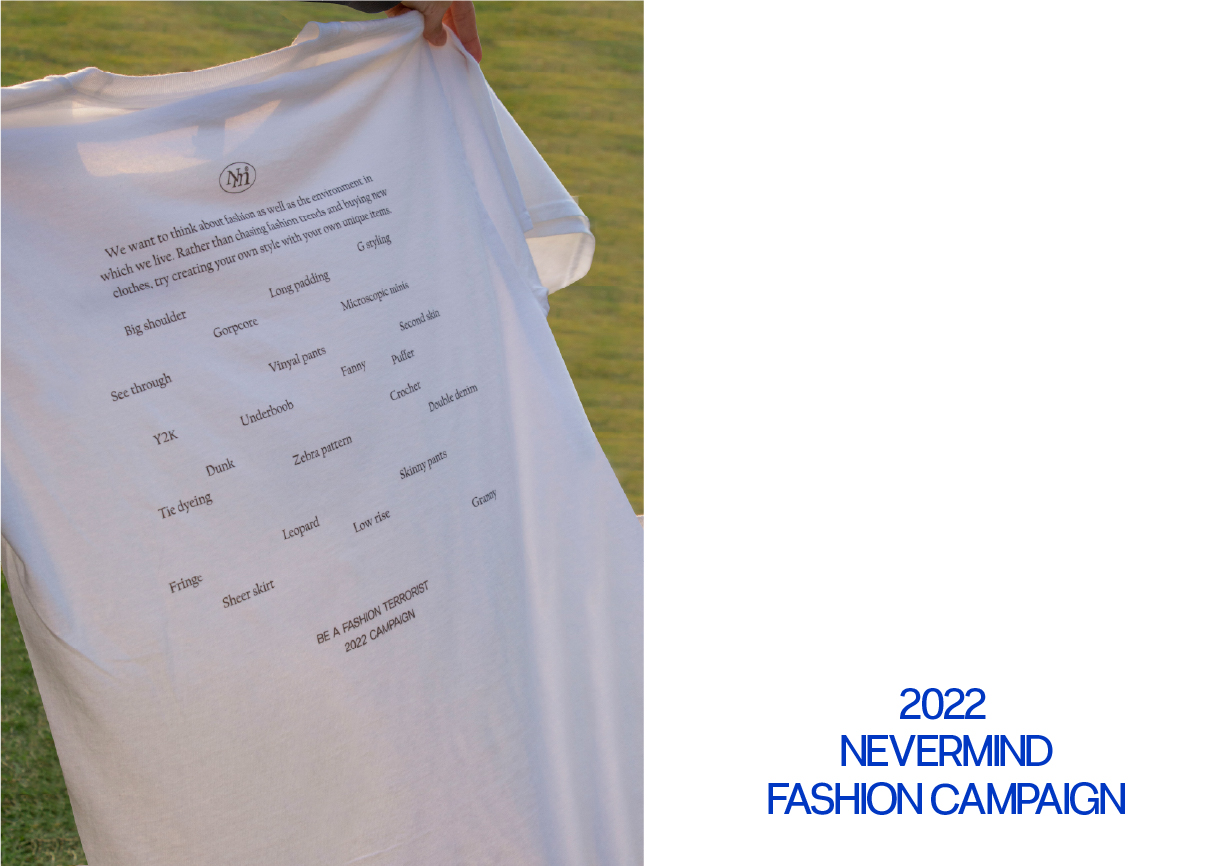 Nm
We want to think about fashion as well as the environment in
which we live. Rather than chasing fashion trends and buying new
clothes, try creating your own style with your own unique items.
G styling
Long padding
Microscopic minis
Big shoulder
Gorpcore
Second skin
Vinyal pants
Fanny
Puffer
See through
Crochet
Double denim
Underboob
Y2K
Zebra pattern
Dunk
Skinny pants
Tie dyeing
Granny
Leopard
Low rise
Fringe
Sheer skirt
BE A FASHION TERRORIST
2022 CAMPAIGN
2022
NEVERMIND
FASHION CAMPAIGN